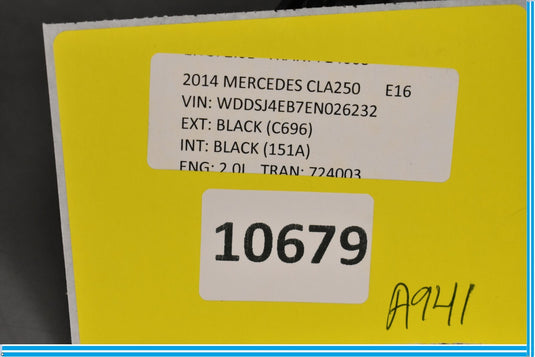 2014 MERCEDES CLA250 E16
VIN: WDDSJ4EB7EN026232
EXT: BLACK (C696)
INT: BLACK (151A)
ENG: 2.0L TRAN: 724003
10679
A941